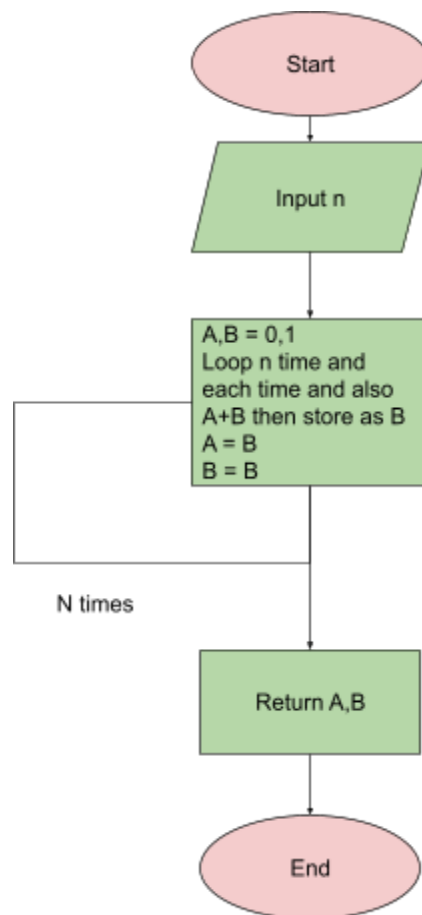 Start
Input n
A,B = 0,1
Loop n time and
each time and also
A+B then store as B
A = B
B = B
N times
Return A,B
End